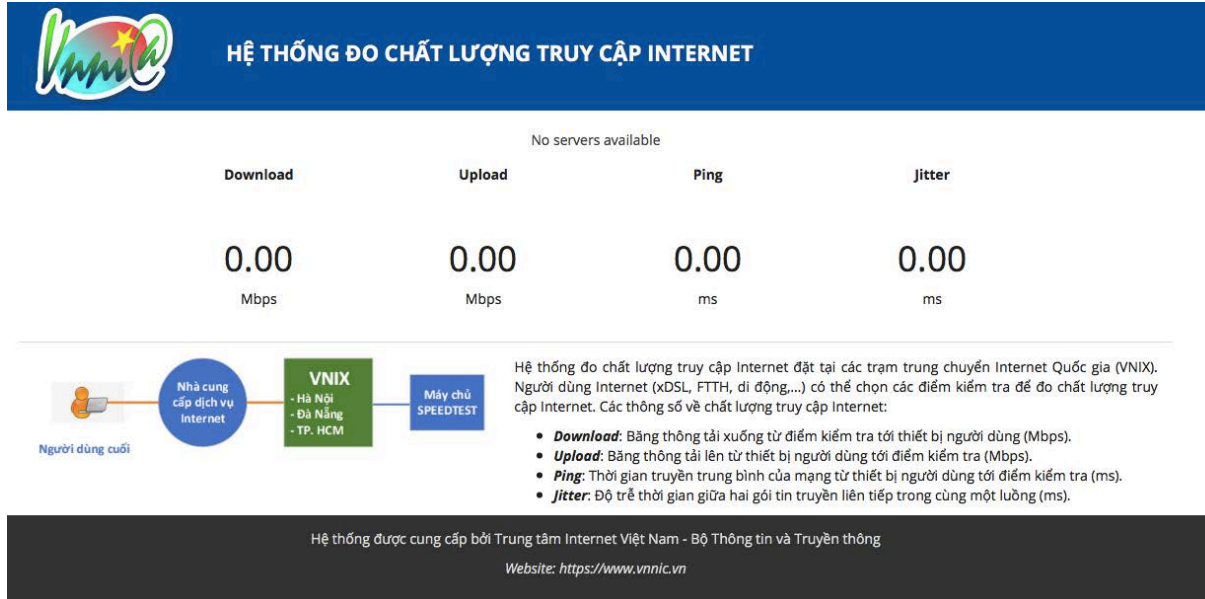 Vnnic
HỆ THỐNG ĐO CHẤT LƯỢNG TRUY CẬP INTERNET
No servers available
Download Upload Ping Jitter
0.00 0.00 0.00 0.00
Mbps Mbps ms ms
Người dùng cuối
Nhà cung
cấp dịch vụ
Internet
VNIX
- Hà Nội
- Đà Nẵng
- TP. HCM
Máy chủ
SPEEDTEST
Hệ thống đo chất lượng truy cập Internet đặt tại các trạm trung chuyển Internet Quốc gia (VNIX).
Người dùng Internet (xDSL, FTTH, di động,...) có thể chọn các điểm kiểm tra để đo chất lượng truy
cập Internet. Các thông số về chất lượng truy cập Internet:
• Download: Băng thông tải xuống từ điểm kiểm tra tới thiết bị người dùng (Mbps).
• Upload: Băng thông tải lên từ thiết bị người dùng tới điểm kiểm tra (Mbps).
• Ping: Thời gian truyền trung bình của mạng từ thiết bị người dùng tới điểm kiểm tra (ms).
• Jitter: Độ trễ thời gian giữa hai gói tin truyền liên tiếp trong cùng một luồng (ms).
Hệ thống được cung cấp bởi Trung tâm Internet Việt Nam - Bộ Thông tin và Truyền thông
Website: https://www.vnnic.vn